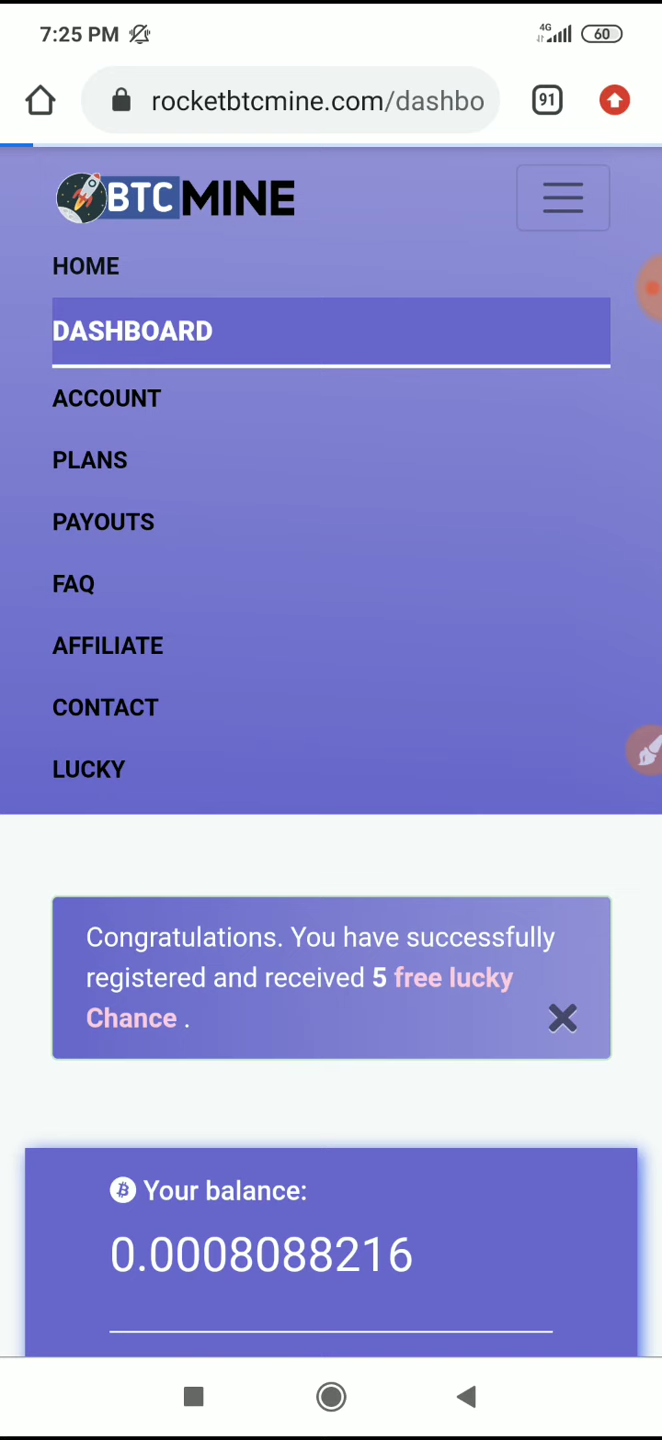 7:25 PM 4G 60
rocketbtcmine.com/dashbo 91
BTC MINE
HOME
DASHBOARD
ACCOUNT
PLANS
PAYOUTS
FAQ
AFFILIATE
CONTACT
LUCKY
Congratulations. You have successfully
registered and received 5 free lucky
Chance .
Your balance:
0.0008088216